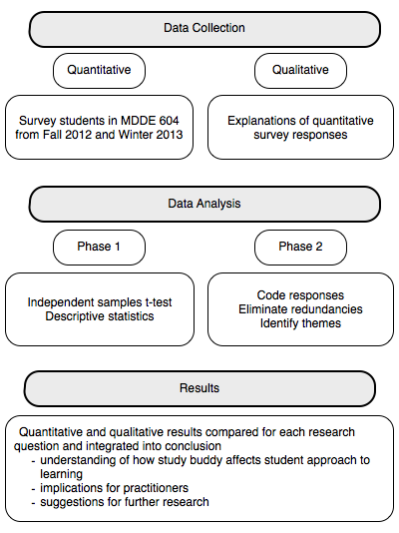 Data Collection
Quantitative
Qualitative
Survey students in MDDE 604
from Fall 2012 and Winter 2013
Explanations of quantitative
survey responses
Data Analysis
Phase 1
Phase 2
Independent samples t-test
Descriptive statistics
Code responses
Eliminate redundancies
Identify themes
Results
Quantitative and qualitative results compared for each research
question and integrated into conclusion
- understanding of how study buddy affects student approach to
learning
- implications for practitioners
- suggestions for further research